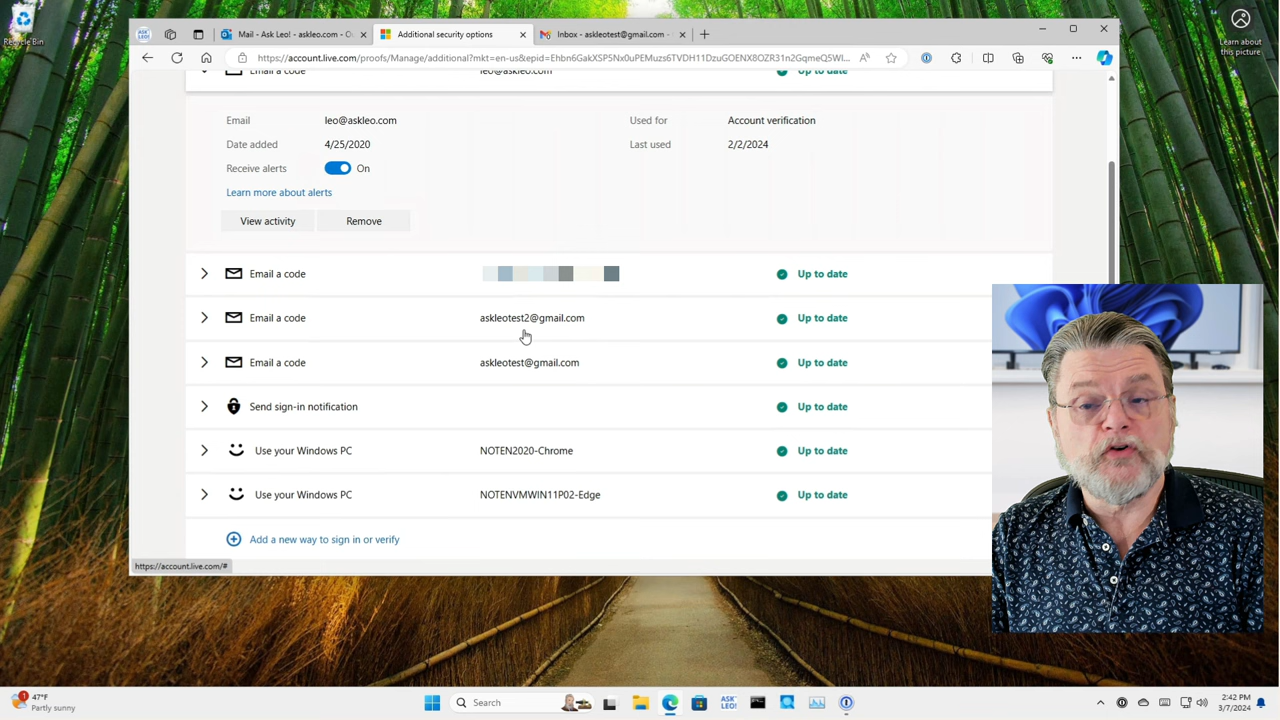 Recycle Bin
ASK LEO!
Mail - Ask Leo! - askleo.com - O
Additional security options
Inbox - askleotest@gmail.com -
Learn about this picture
https://account.live.com/proofs/Manage/additional?mkt=en-us&epid=
Email a code leo@askleo.com Up to date
Email leo@askleo.com Used for Account verification
Date added 4/25/2020 Last used 2/2/2024
Receive alerts On
Learn more about alerts
View activity Remove
Email a code Up to date
Email a code askleotest2@gmail.com Up to date
Email a code askleotest@gmail.com Up to date
Send sign-in notification Up to date
Use your Windows PC NOTEN2020-Chrome Up to date
Use your Windows PC NOTENVMWIN11P02-Edge Up to date
Add a new way to sign in or verify
https://account.live.com/#
1
47°F
Partly sunny
Search
ASK LEO!
2:42 PM
3/7/2024